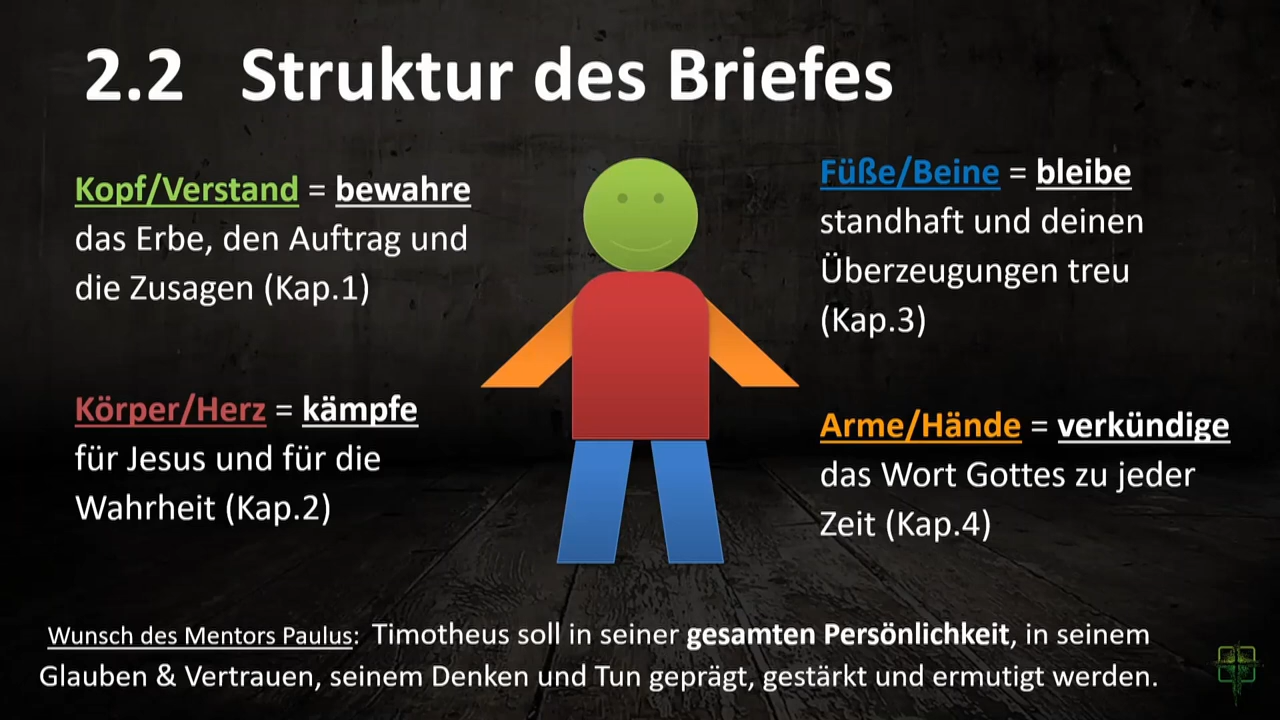 2.2 Struktur des Briefes
Kopf/Verstand = bewahre
das Erbe, den Auftrag und
die Zusagen (Kap.1)
Körper/Herz = kämpfe
für Jesus und für die
Wahrheit (Kap.2)
Füße/Beine = bleibe
standhaft und deinen
Überzeugungen treu
(Kap.3)
Arme/Hände = verkündige
das Wort Gottes zu jeder
Zeit (Kap.4)
Wunsch des Mentors Paulus: Timotheus soll in seiner gesamten Persönlichkeit, in seinem
Glauben & Vertrauen, seinem Denken und Tun geprägt, gestärkt und ermutigt werden.